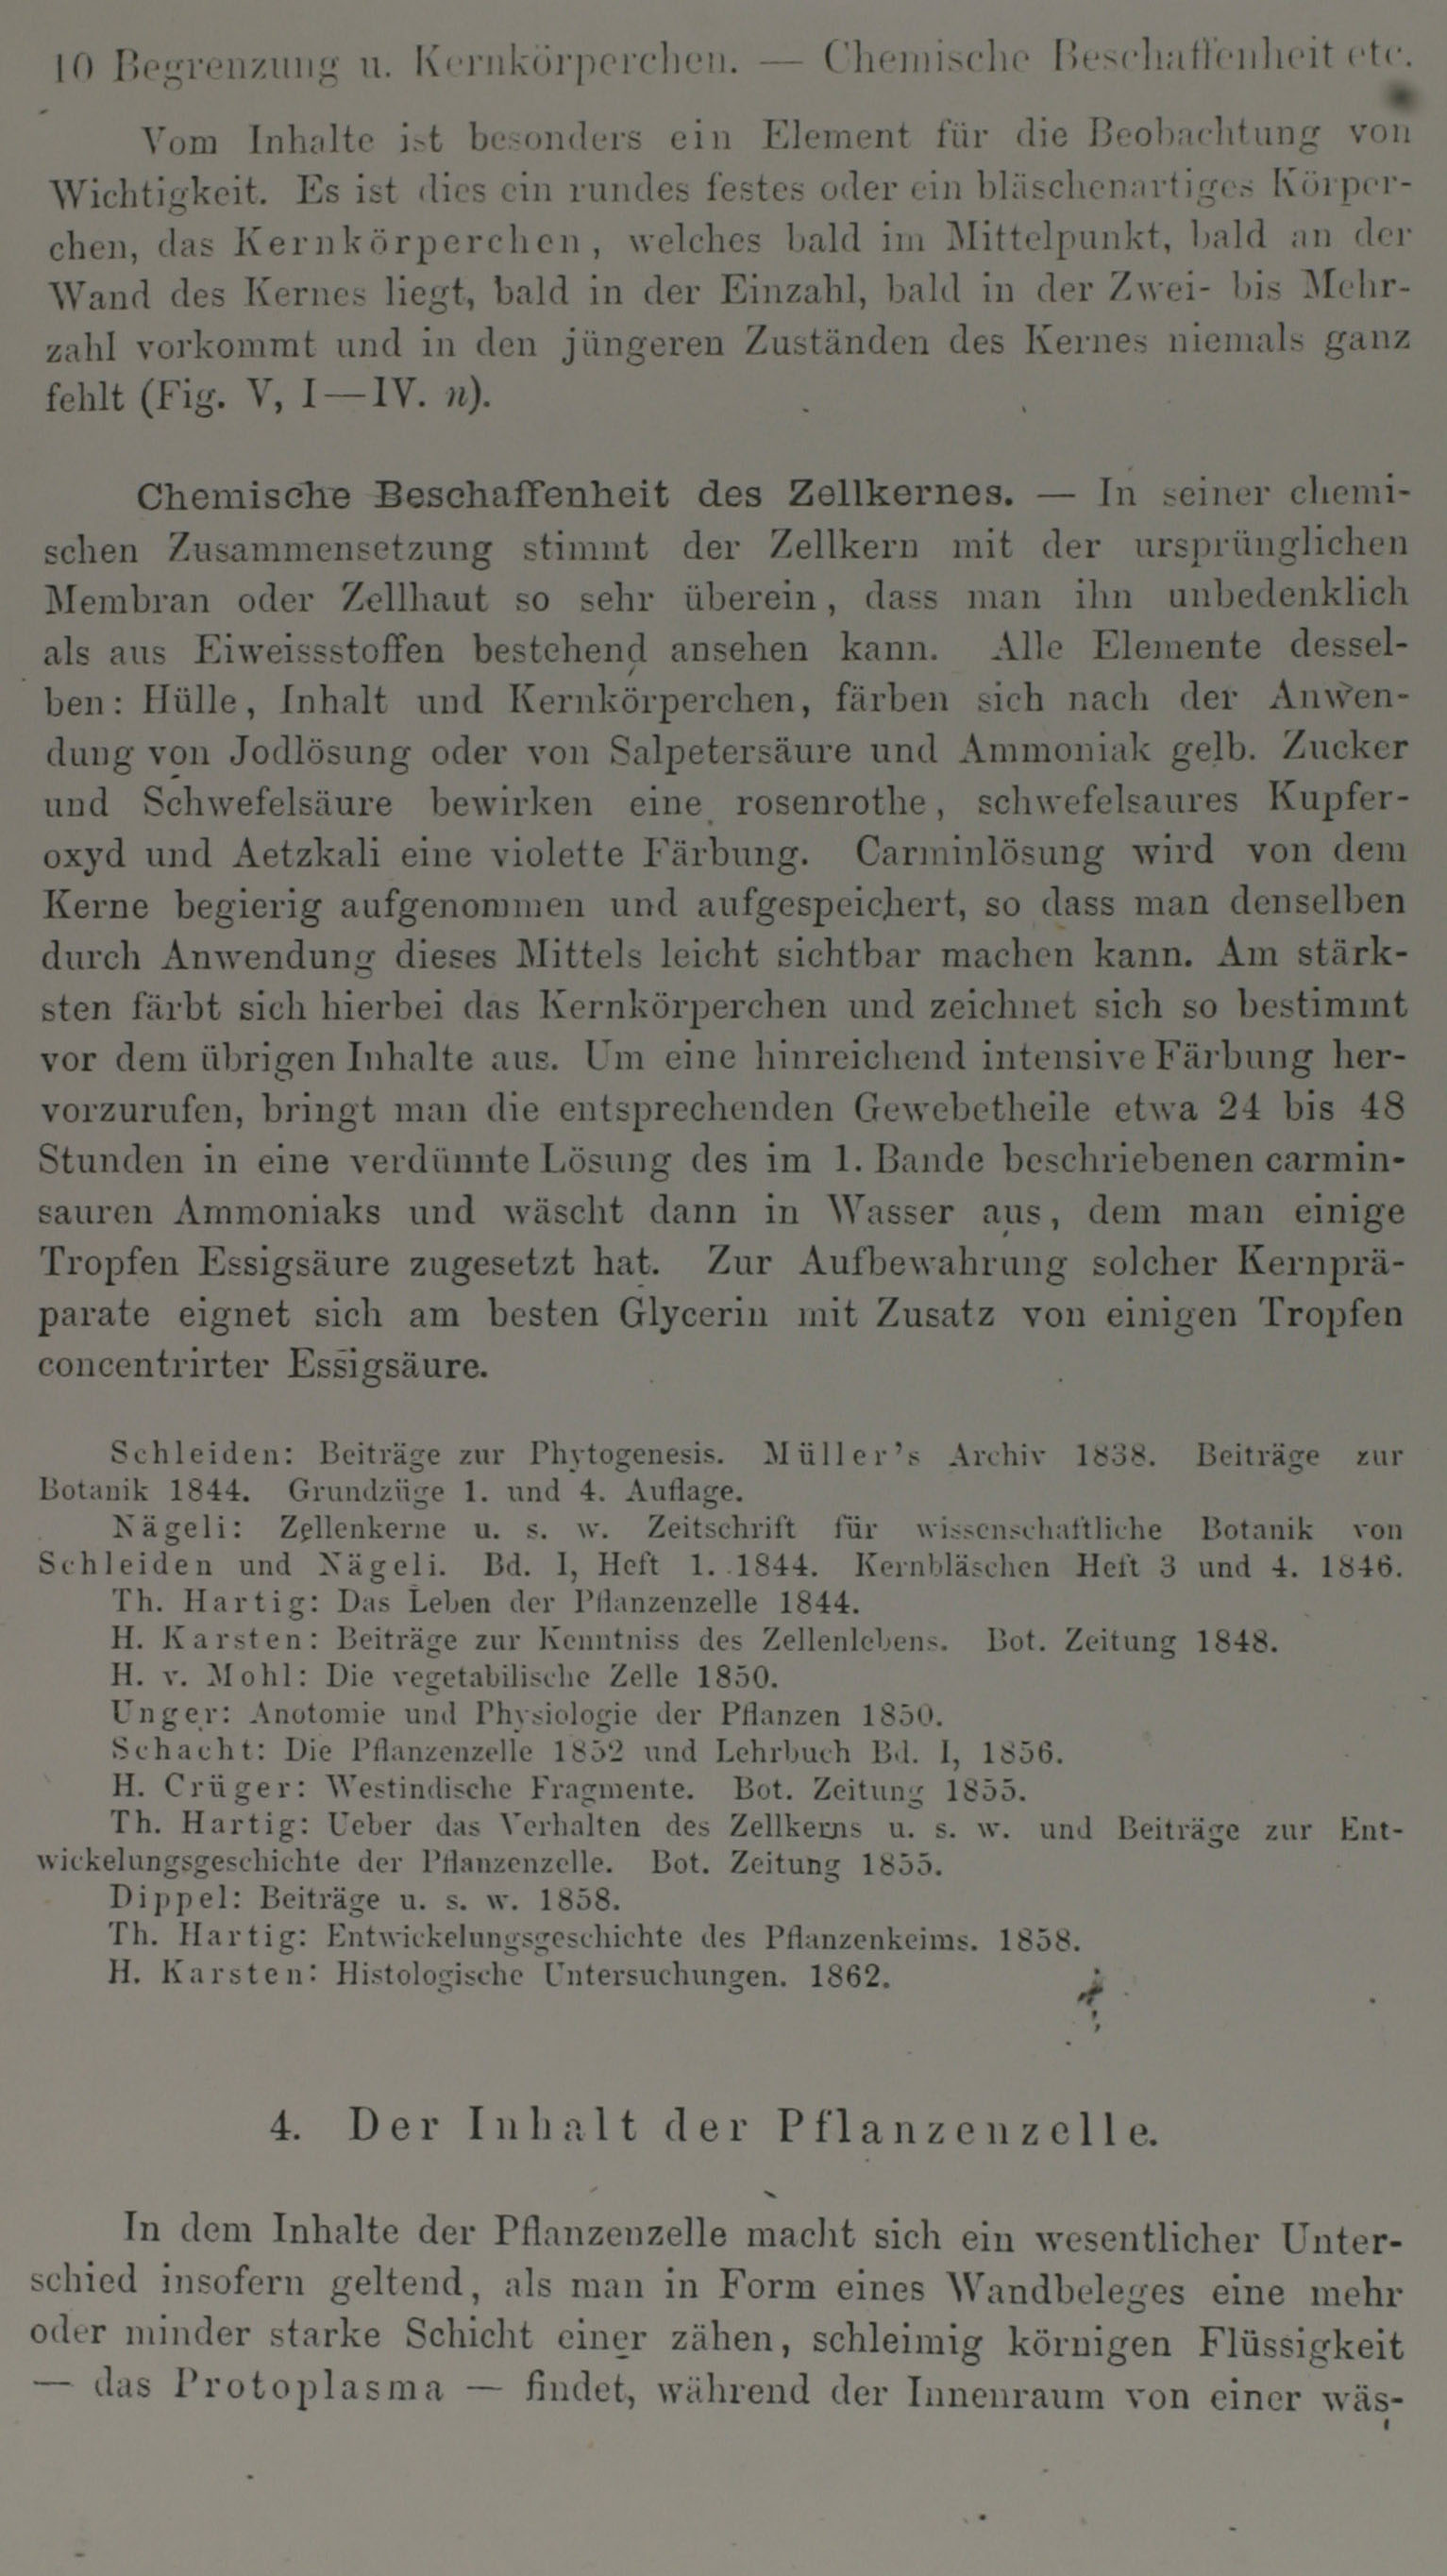 10 Begrenzung u. Kernkörperchen. — Chemische Beschaffenheit etc.
Vom Inhalte ist besonders ein Element für die Beobachtung von
Wichtigkeit. Es ist dies ein rundes festes oder ein bläschenartiges Körper-
chen, das Kernkörperchen, welches bald im Mittelpunkt, bald an der
Wand des Kernes liegt, bald in der Einzahl, bald in der Zwei- bis Mehr-
zahl vorkommt und in den jüngeren Zuständen des Kernes niemals ganz
fehlt (Fig. V, I—IV. n).
Chemische Beschaffenheit des Zellkernes. — In seiner chemi-
schen Zusammensetzung stimmt der Zellkern mit der ursprünglichen
Membran oder Zellhaut so sehr überein, dass man ihn unbedenklich
als aus Eiweissstoffen bestehend ansehen kann. Alle Elemente dessel-
ben: Hülle, Inhalt und Kernkörperchen, färben sich nach der Anwen-
dung von Jodlösung oder von Salpetersäure und Ammoniak gelb. Zucker
und Schwefelsäure bewirken eine rosenrothe, schwefelsaures Kupfer-
oxyd und Aetzkali eine violette Färbung. Carminlösung wird von dem
Kerne begierig aufgenommen und aufgespeichert, so dass man denselben
durch Anwendung dieses Mittels leicht sichtbar machen kann. Am stärk-
sten färbt sich hierbei das Kernkörperchen und zeichnet sich so bestimmt
vor dem übrigen Inhalte aus. Um eine hinreichend intensive Färbung her-
vorzurufen, bringt man die entsprechenden Gewebetheile etwa 24 bis 48
Stunden in eine verdünnte Lösung des im 1. Bande beschriebenen carmin-
sauren Ammoniaks und wäscht dann in Wasser aus, dem man einige
Tropfen Essigsäure zugesetzt hat. Zur Aufbewahrung solcher Kernprä-
parate eignet sich am besten Glycerin mit Zusatz von einigen Tropfen
concentrirter Essigsäure.
Schleiden: Beiträge zur Phytogenesis. Müller's Archiv 1838. Beiträge zur
Botanik 1844. Grundzüge 1. und 4. Auflage.
Nägeli: Zellenkerne u. s. w. Zeitschrift für wissenschaftliche Botanik von
Schleiden und Nägeli. Bd. I, Heft 1. 1844. Kernbläschen Heft 3 und 4. 1846.
Th. Hartig: Das Leben der Pflanzenzelle 1844.
H. Karsten: Beiträge zur Kenntniss des Zellenlebens. Bot. Zeitung 1848.
H. v. Mohl: Die vegetabilische Zelle 1850.
Unger: Anotomie und Physiologie der Pflanzen 1850.
Schacht: Die Pflanzenzelle 1852 und Lehrbuch Bd. I, 1856.
H. Crüger: Westindische Fragmente. Bot. Zeitung 1855.
Th. Hartig: Ueber das Verhalten des Zellkerns u. s. w. und Beiträge zur Ent-
wickelungsgeschichte der Pflanzenzelle. Bot. Zeitung 1855.
Dippel: Beiträge u. s. w. 1858.
Th. Hartig: Entwickelungsgeschichte des Pflanzenkeims. 1858.
H. Karsten: Histologische Untersuchungen. 1862.
4. Der Inhalt der Pflanzenzelle.
In dem Inhalte der Pflanzenzelle macht sich ein wesentlicher Unter-
schied insofern geltend, als man in Form eines Wandbeleges eine mehr
oder minder starke Schicht einer zähen, schleimig körnigen Flüssigkeit
— das Protoplasma — findet, während der Innenraum von einer wäs-